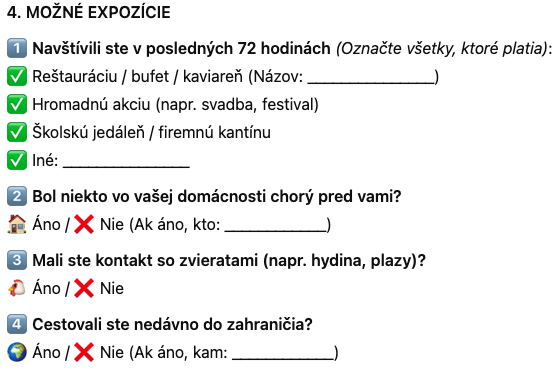 4. MOŽNÉ EXPOZÍCIE
1️⃣ Navštívili ste v posledných 72 hodinách (Označte všetky, ktoré platia):
✅ Reštauráciu / bufet / kaviareň (Názov: _______________)
✅ Hromadnú akciu (napr. svadba, festival)
✅ Školskú jedáleň / firemnú kantínu
✅ Iné: _______________
2️⃣ Bol niekto vo vašej domácnosti chorý pred vami?
🏠 Áno / ❌ Nie (Ak áno, kto: ____________)
3️⃣ Mali ste kontakt so zvieratami (napr. hydina, plazy)?
🐔 Áno / ❌ Nie
4️⃣ Cestovali ste nedávno do zahraničia?
🌍 Áno / ❌ Nie (Ak áno, kam: ____________)